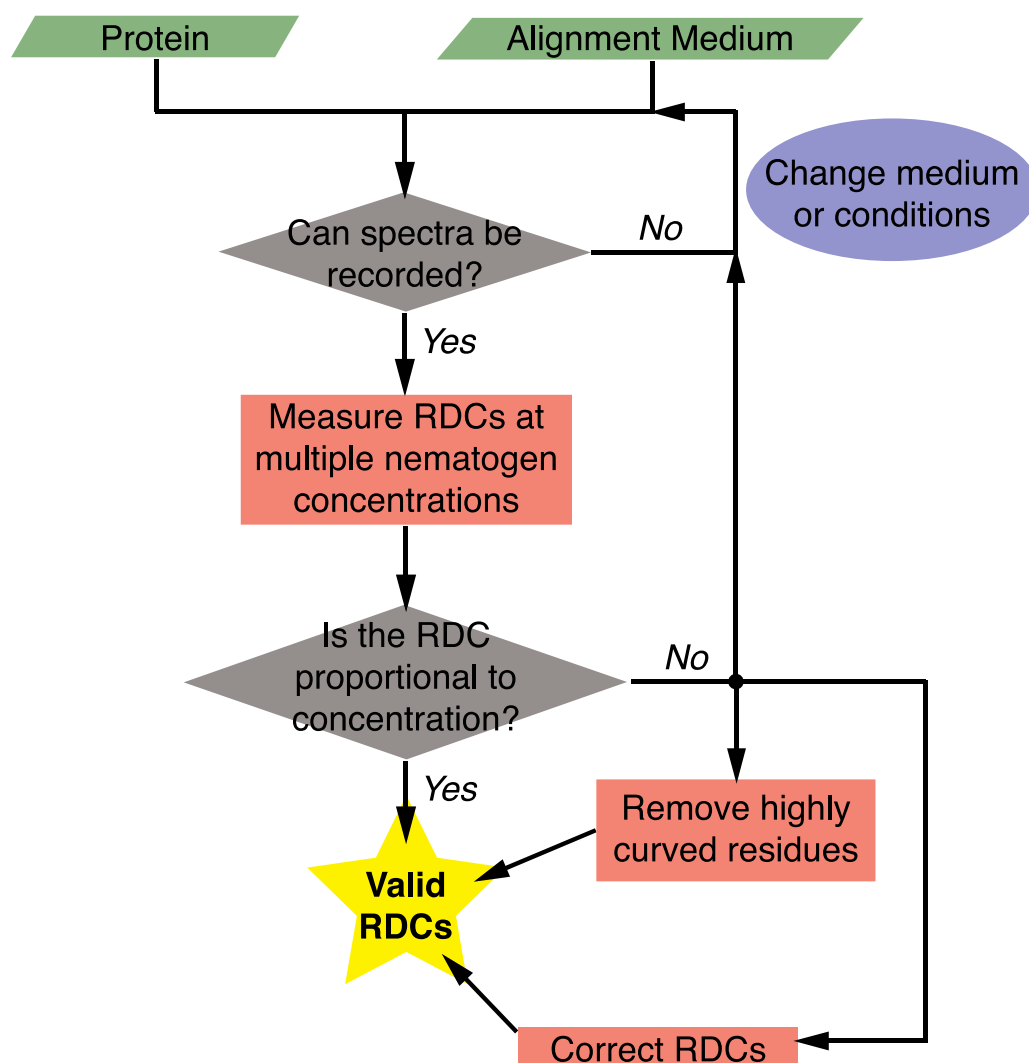 Protein
Alignment Medium
Change medium
or conditions
Can spectra be
recorded?
No
Yes
Measure RDCs at
multiple nematogen
concentrations
Is the RDC
proportional to
concentration?
No
Yes
Remove highly
curved residues
Valid
RDCs
Correct RDCs